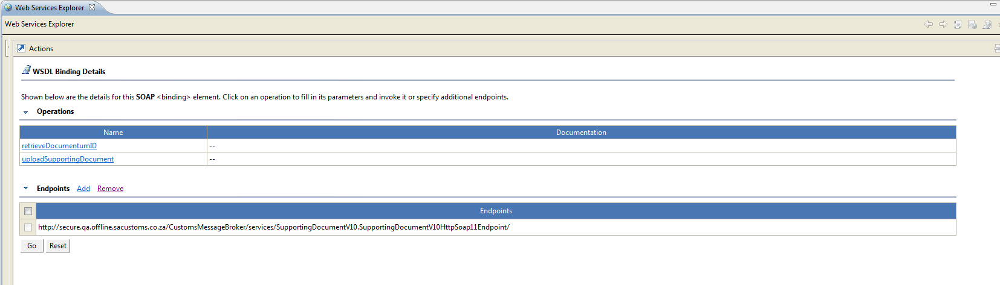 Web Services Explorer
Web Services Explorer
Actions
WSDL Binding Details
Shown below are the details for this SOAP <binding> element. Click on an operation to fill in its parameters and invoke it or specify additional endpoints.
Operations
Name Documentation
retrieveDocumentumID --
uploadSupportingDocument --
Endpoints Add Remove
Endpoints
http://secure.qa.offline.sacustoms.co.za/CustomsMessageBroker/services/SupportingDocumentV10.SupportingDocumentV10HttpSoap11Endpoint/
Go Reset